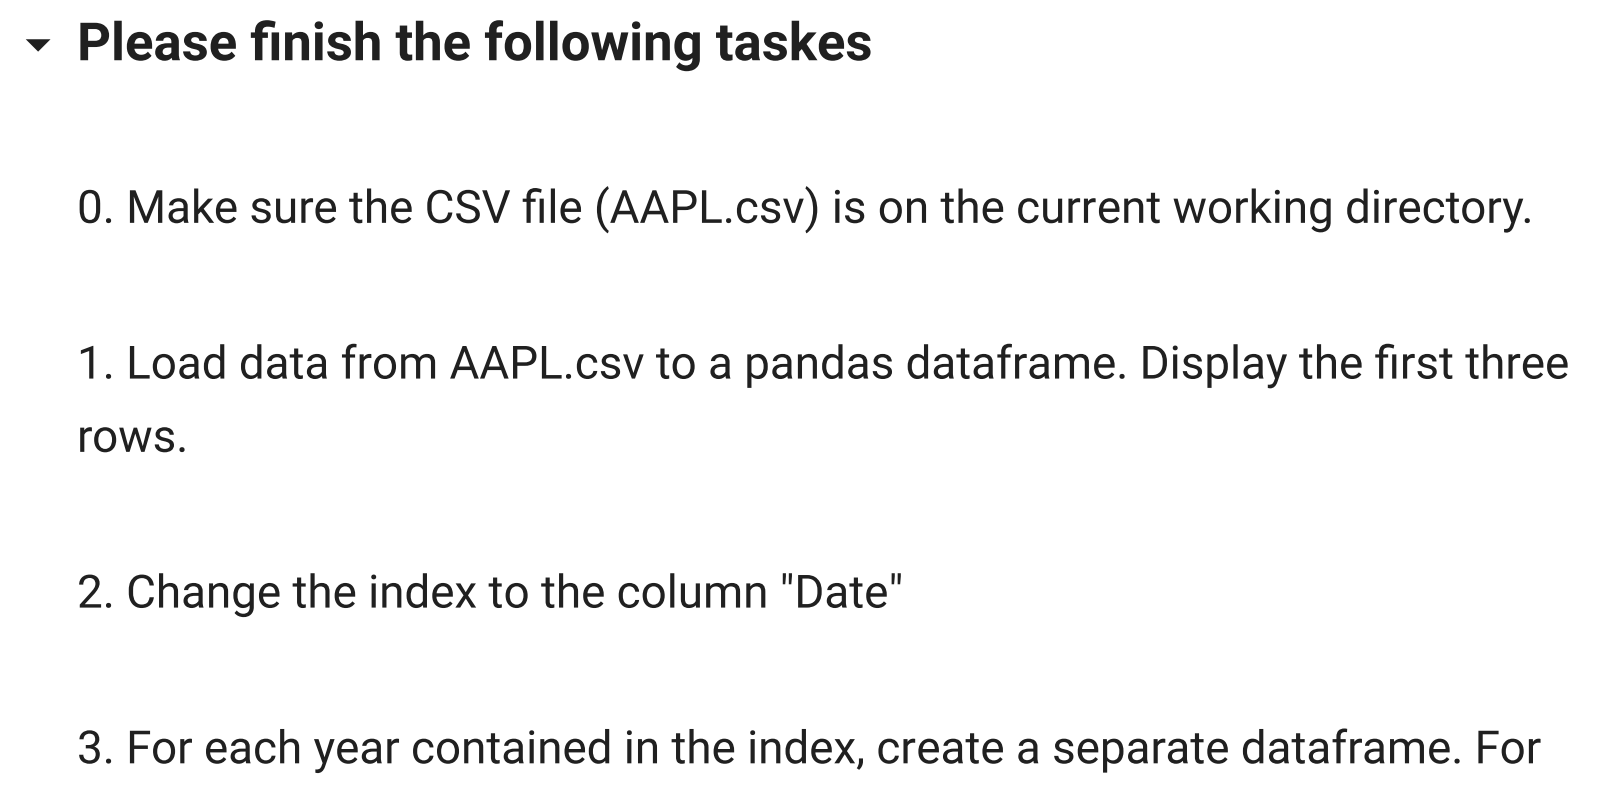 Please finish the following taskes
0. Make sure the CSV file (AAPL.csv) is on the current working directory.
1. Load data from AAPL.csv to a pandas dataframe. Display the first three
rows.
2. Change the index to the column "Date"
3. For each year contained in the index, create a separate dataframe. For